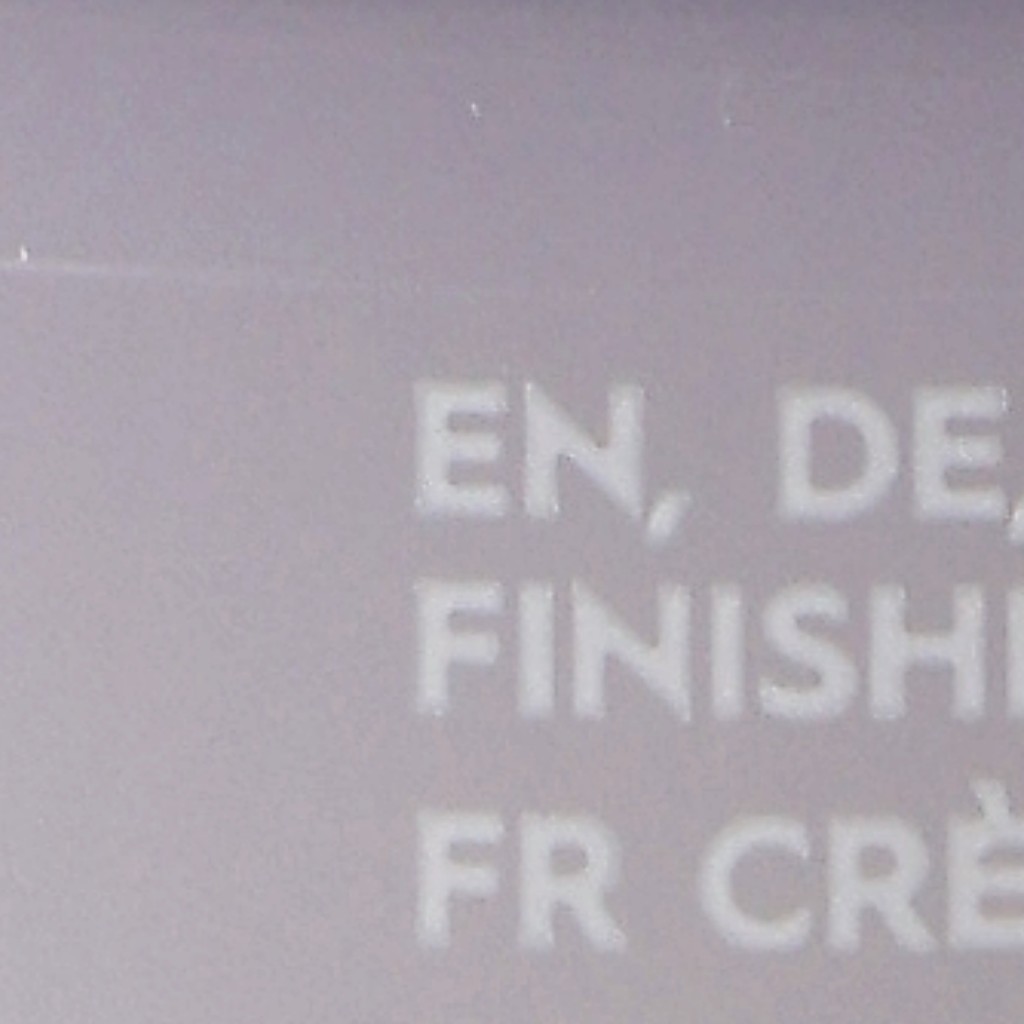 EN, DE,
FINISH
FR CRÈ